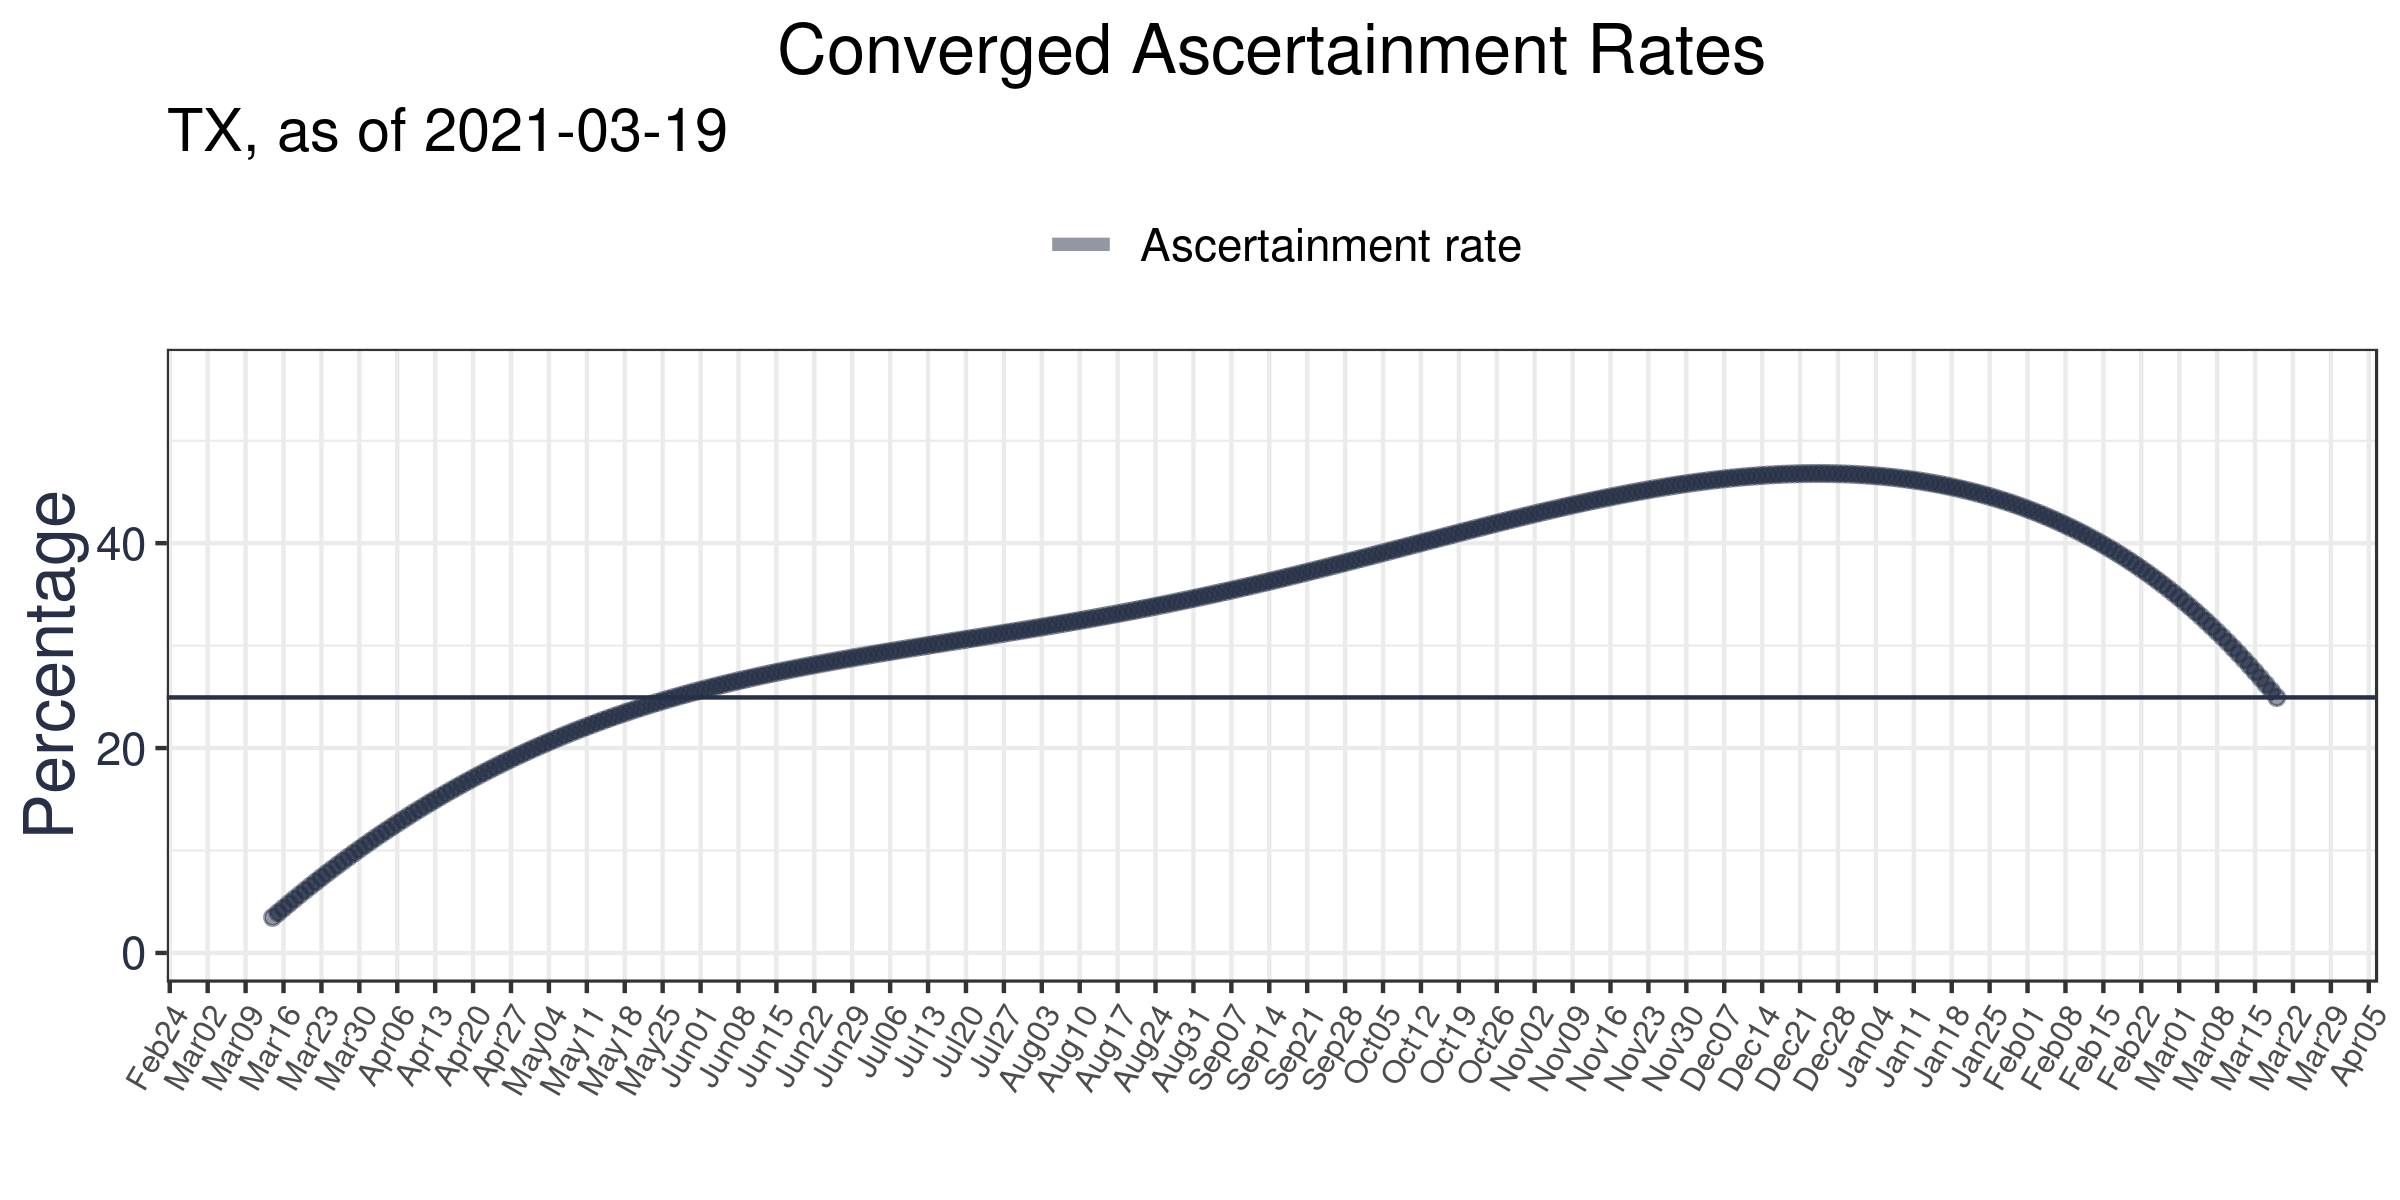 Converged Ascertainment Rates
TX, as of 2021-03-19
Ascertainment rate
Percentage
40
20
0
Feb24
Mar02
Mar09
Mar16
Mar23
Mar30
Apr06
Apr13
Apr20
Apr27
May04
May11
May18
May25
Jun01
Jun08
Jun15
Jun22
Jun29
Jul06
Jul13
Jul20
Jul27
Aug03
Aug10
Aug17
Aug24
Aug31
Sep07
Sep14
Sep21
Sep28
Oct05
Oct12
Oct19
Oct26
Nov02
Nov09
Nov16
Nov23
Nov30
Dec07
Dec14
Dec21
Dec28
Jan04
Jan11
Jan18
Jan25
Feb01
Feb08
Feb15
Feb22
Mar01
Mar08
Mar15
Mar22
Mar29
Apr05